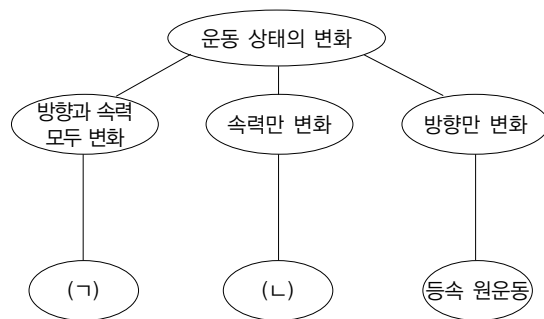 운동 상태의 변화
방향과 속력
모두 변화
속력만 변화
방향만 변화
(ㄱ)
(ㄴ)
등속 원운동